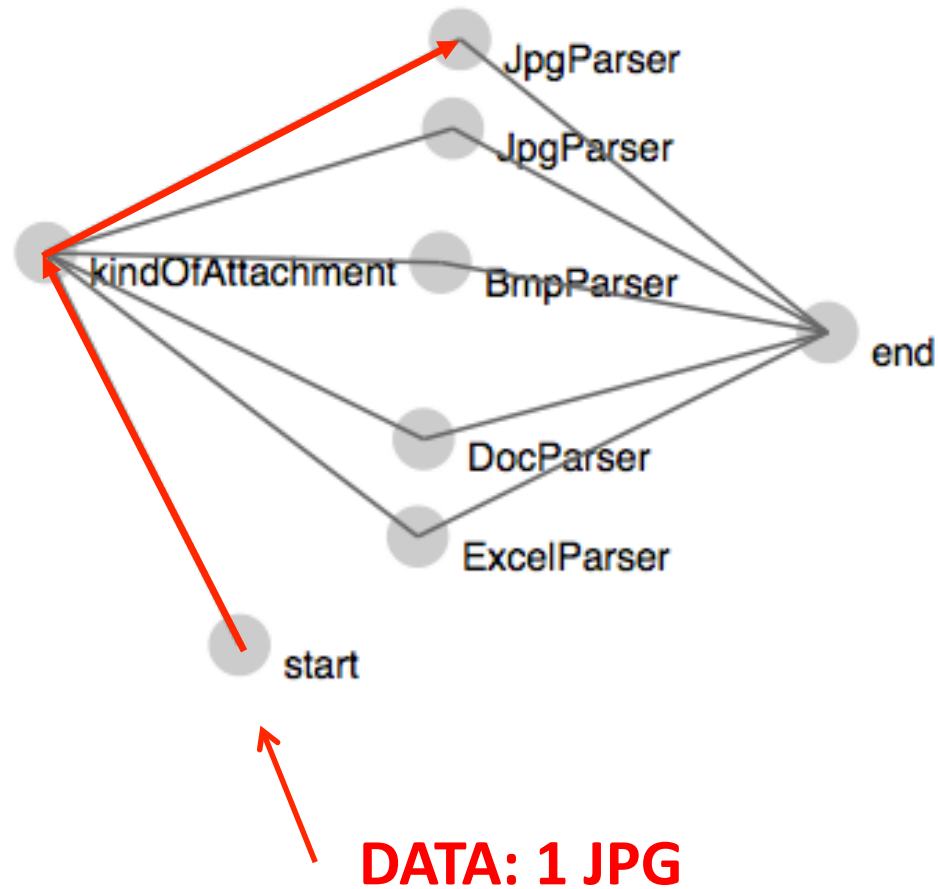 JpgParser
JpgParser
kindOfAttachment
BmpParser
end
DocParser
ExcelParser
start
DATA: 1 JPG